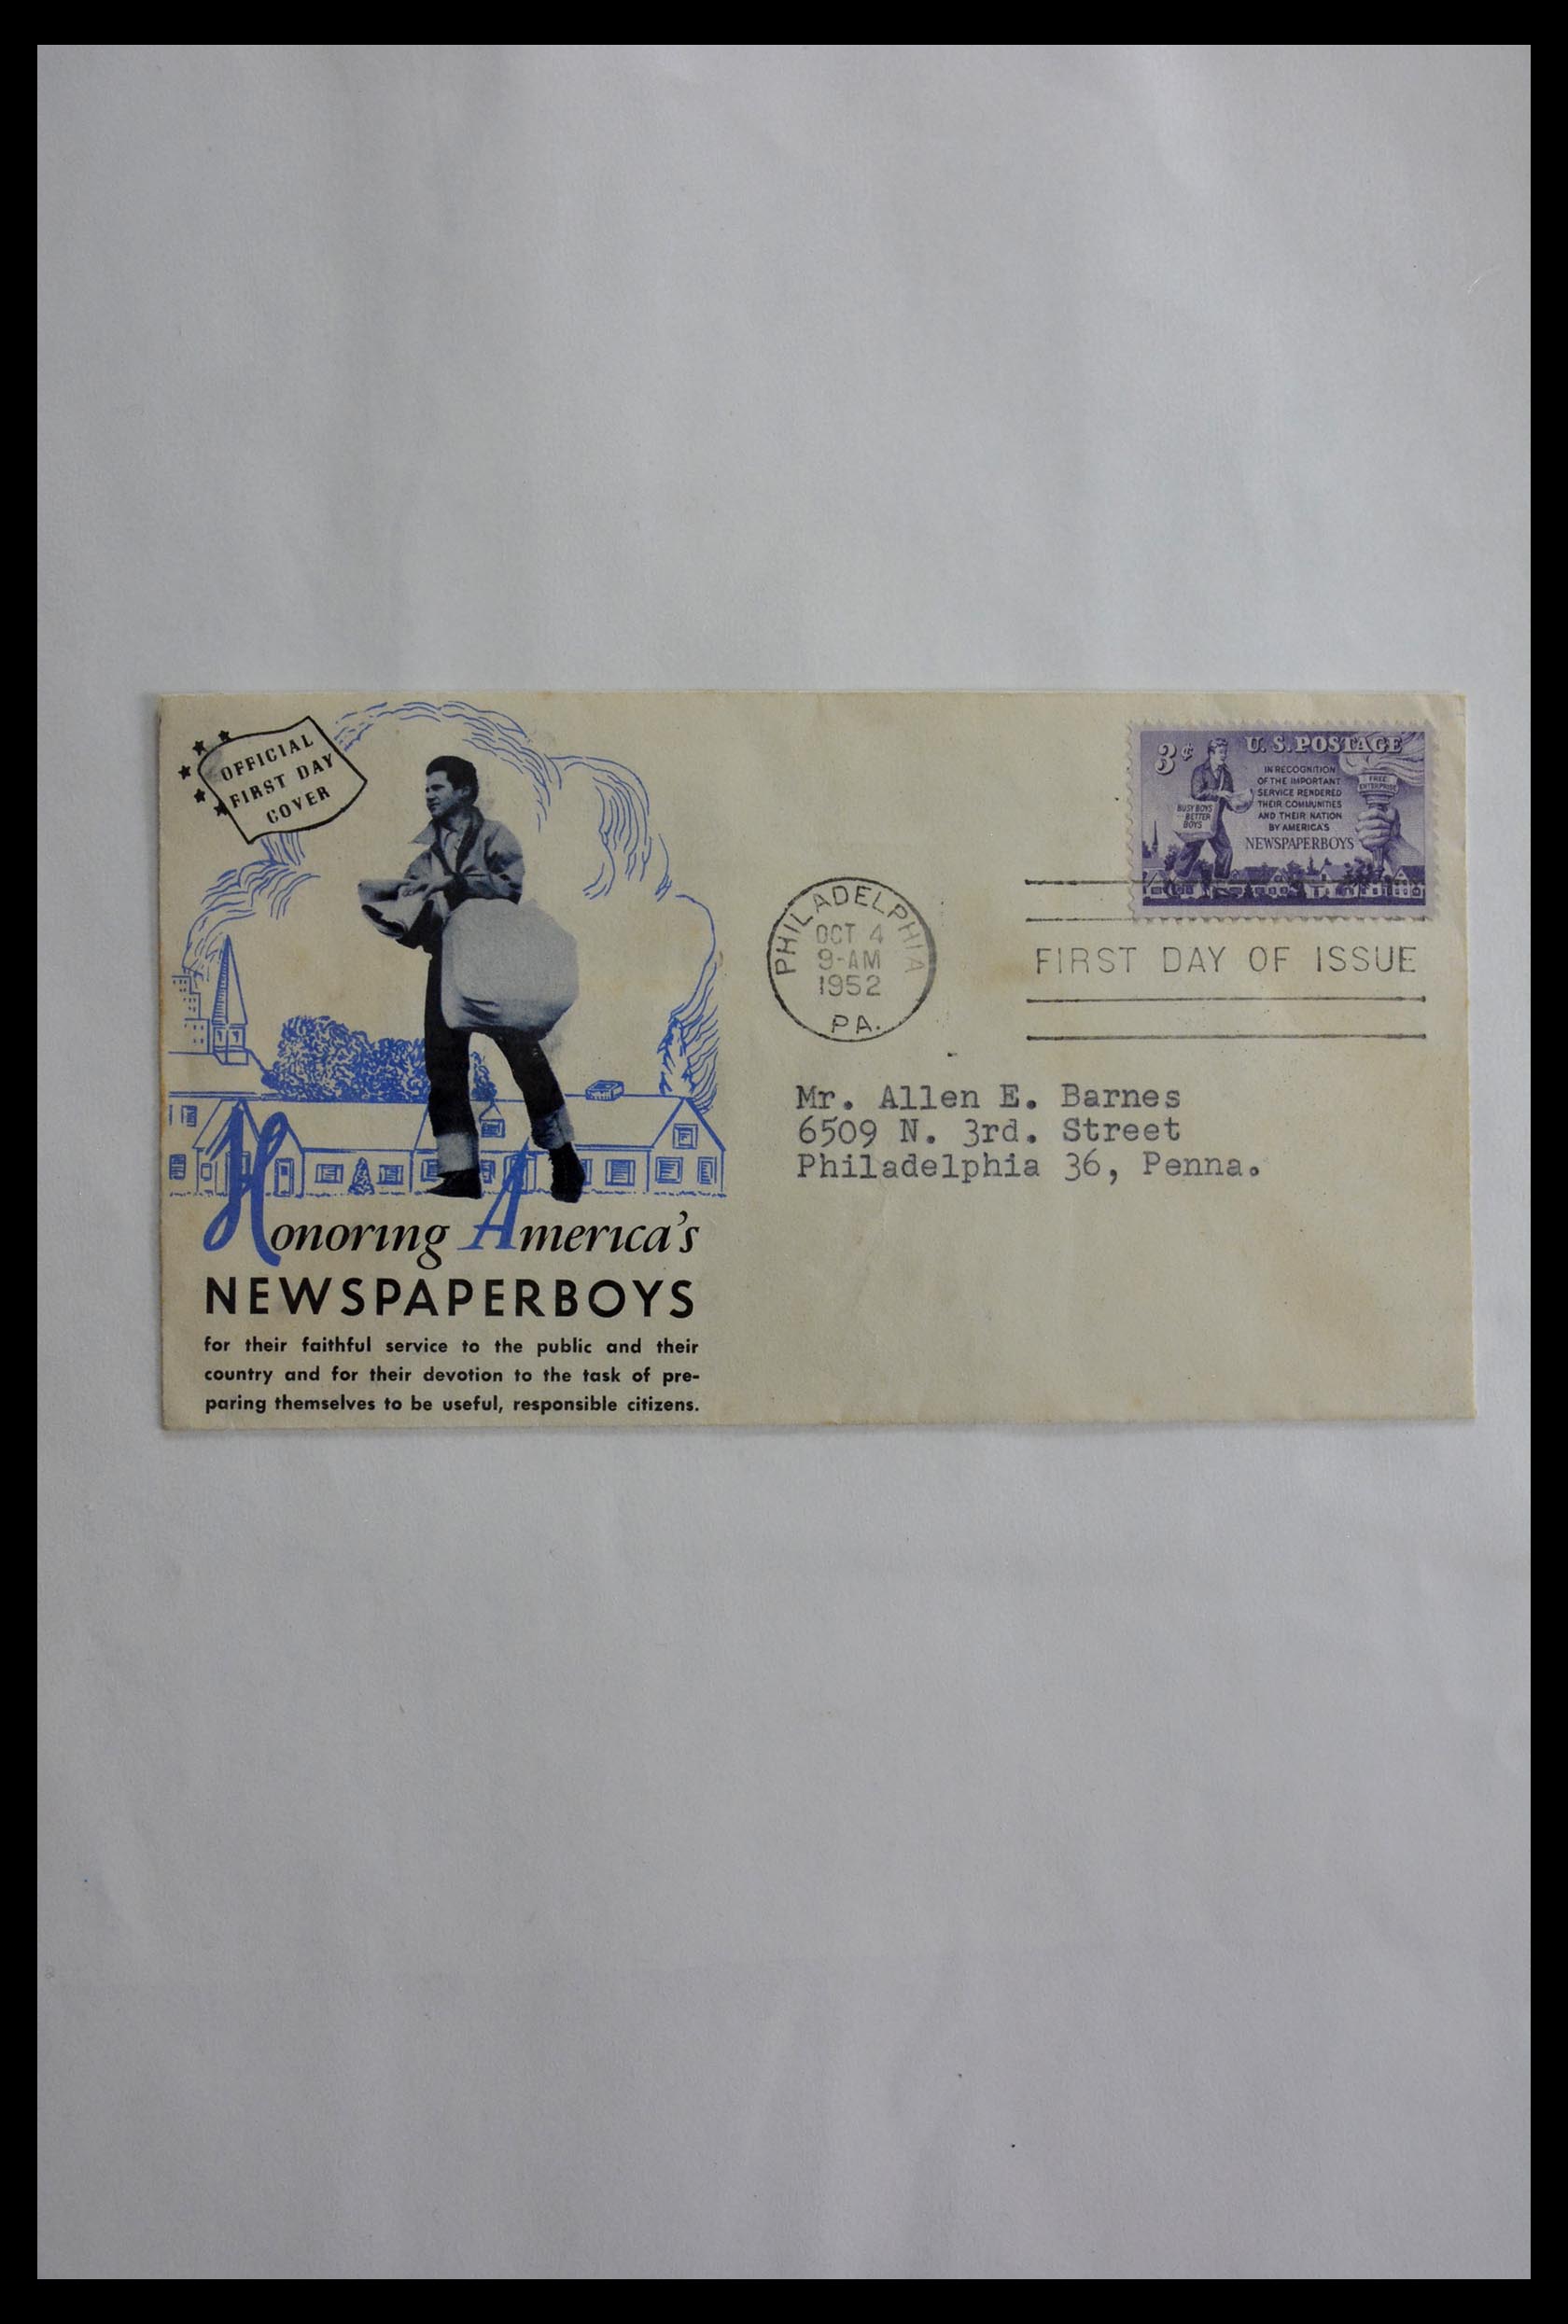 OFFICIAL
FIRST DAY
COVER
Honoring America's
NEWSPAPERBOYS
for their faithful service to the public and their
country and for their devotion to the task of pre-
paring themselves to be useful, responsible citizens.
3¢
U.S. POSTAGE
IN RECOGNITION
OF THE IMPORTANT
SERVICE RENDERED
THEIR COMMUNITIES
AND THEIR NATION
BY AMERICA'S
NEWSPAPERBOYS
BUSY BOYS
BETTER
BOYS
FREE
ENTERPRISE
PHILADELPHIA
OCT 4
9-AM
1952
PA.
FIRST DAY OF ISSUE
Mr. Allen E. Barnes
6509 N. 3rd. Street
Philadelphia 36, Penna.